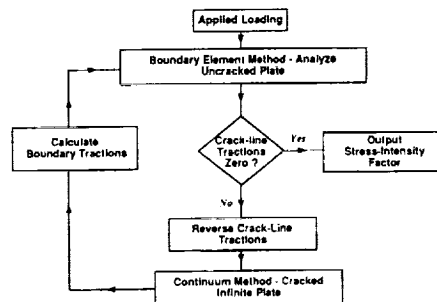 Applied Loading
Boundary Element Method - Analyze
Uncracked Plate
Calculate
Boundary Tractions
Crack-line
Tractions
Zero ?
Yes
Output
Stress-Intensity
Factor
No
Reverse Crack-Line
Tractions
Continuum Method - Cracked
Infinite Plate